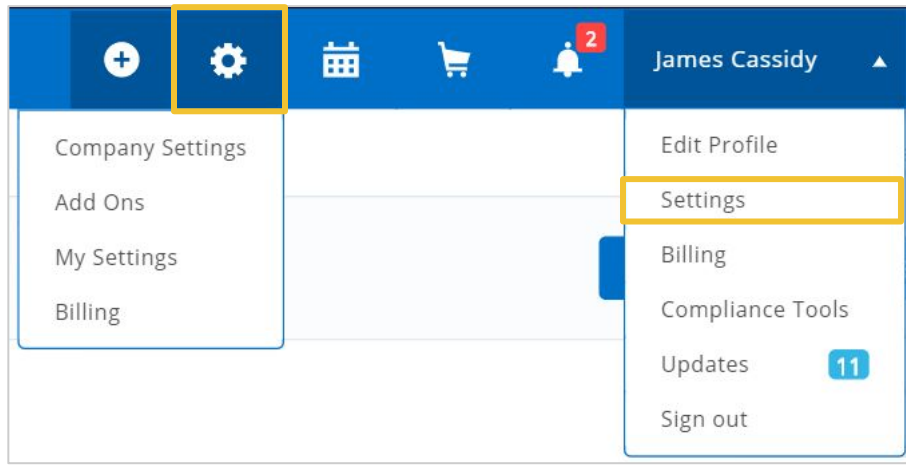 2
James Cassidy
Company Settings
Add Ons
My Settings
Billing
Edit Profile
Settings
Billing
Compliance Tools
Updates 11
Sign out